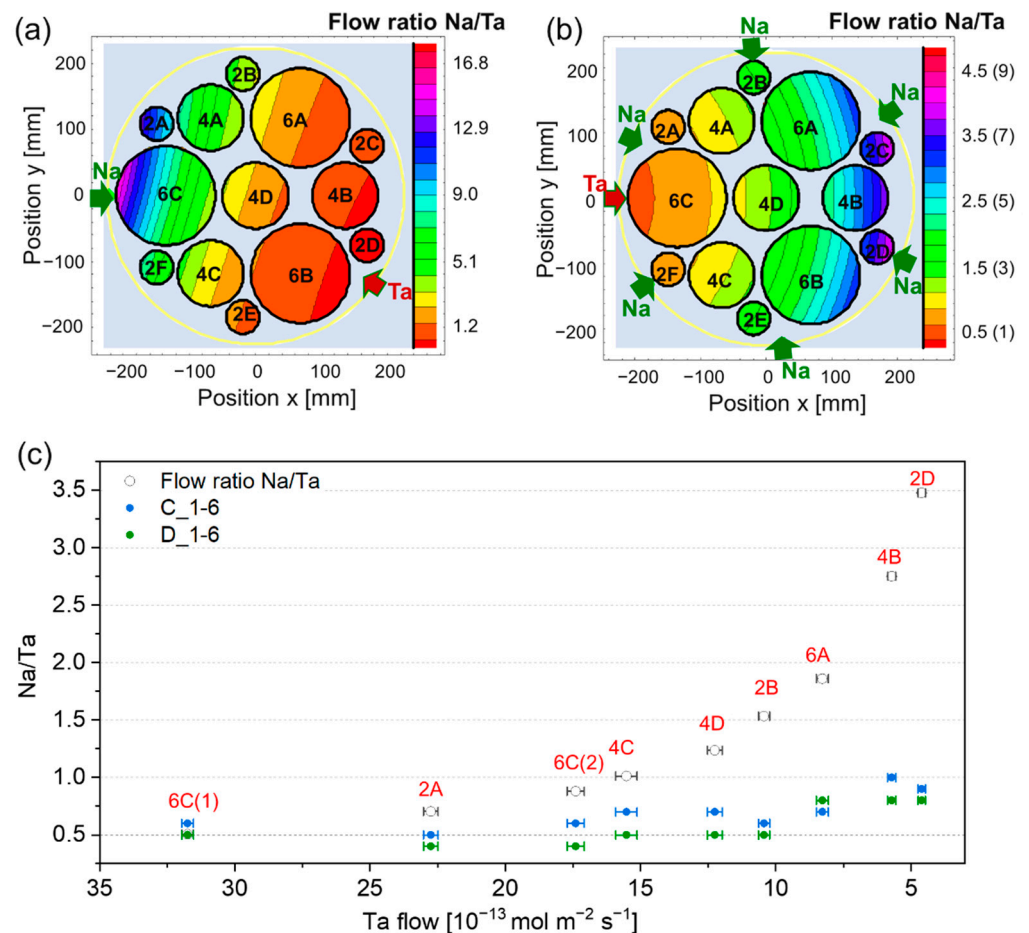 (a)
Flow ratio Na/Ta
200
100
0
−100
−200
Position y [mm]
2B
4A
6A
2A
2C
Na
6C
4D
4B
2D
2F
4C
6B
2E
Ta
−200 −100 0 100 200
Position x [mm]
16.8
12.9
9.0
5.1
1.2
(b)
Flow ratio Na/Ta
Na
200
100
0
−100
−200
Position y [mm]
Na
Na
2B
2A
4A
6A
2C
Ta
6C
4D
4B
2D
2F
4C
6B
2E
Na
Na
Na
−200 −100 0 100 200
Position x [mm]
4.5 (9)
3.5 (7)
2.5 (5)
1.5 (3)
0.5 (1)
(c)
Flow ratio Na/Ta
C_1-6
D_1-6
3.5
3.0
2.5
2.0
1.5
1.0
0.5
Na/Ta
2D
4B
6A
2B
4D
4C
6C(2)
2A
6C(1)
35 30 25 20 15 10 5
Ta flow [10⁻¹³ mol m⁻² s⁻¹]